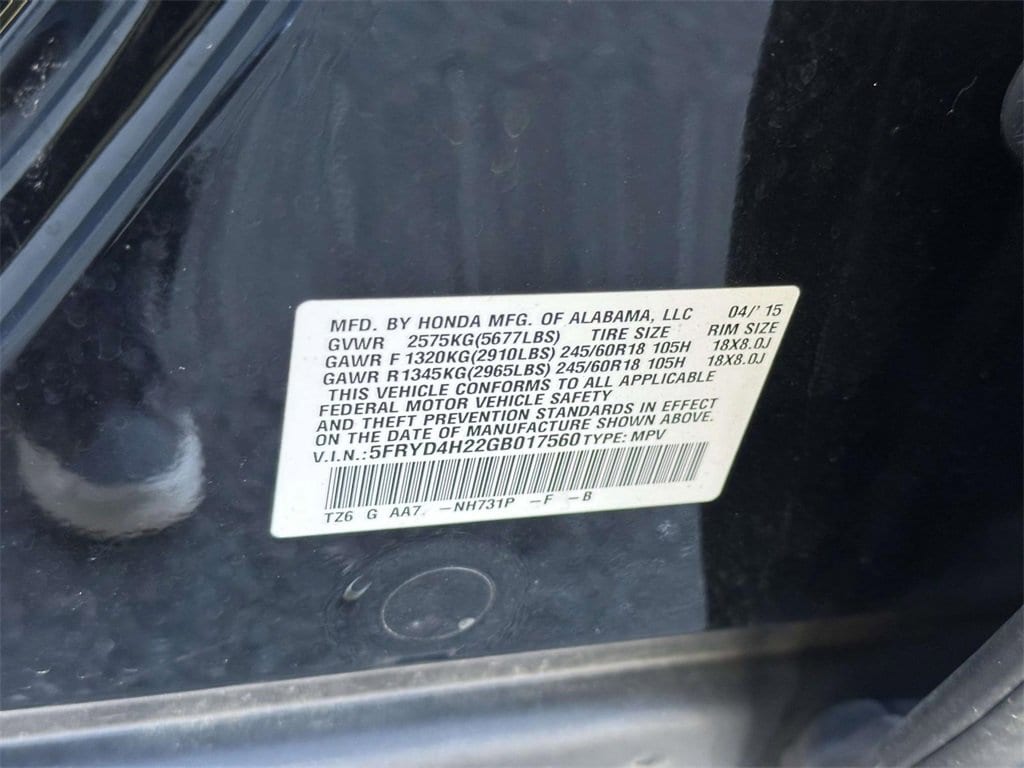 MFD. BY HONDA MFG. OF ALABAMA, LLC 04/'15
GVWR 2575KG(5677LBS) TIRE SIZE RIM SIZE
GAWR F 1320KG(2910LBS) 245/60R18 105H 18X8.0J
GAWR R1345KG(2965LBS) 245/60R18 105H 18X8.0J
THIS VEHICLE CONFORMS TO ALL APPLICABLE
FEDERAL MOTOR VEHICLE SAFETY
AND THEFT PREVENTION STANDARDS IN EFFECT
ON THE DATE OF MANUFACTURE SHOWN ABOVE.
V.I.N.:5FRYD4H22GB017560 TYPE: MPV
TZ6 G AA7. -NH731P -F -B